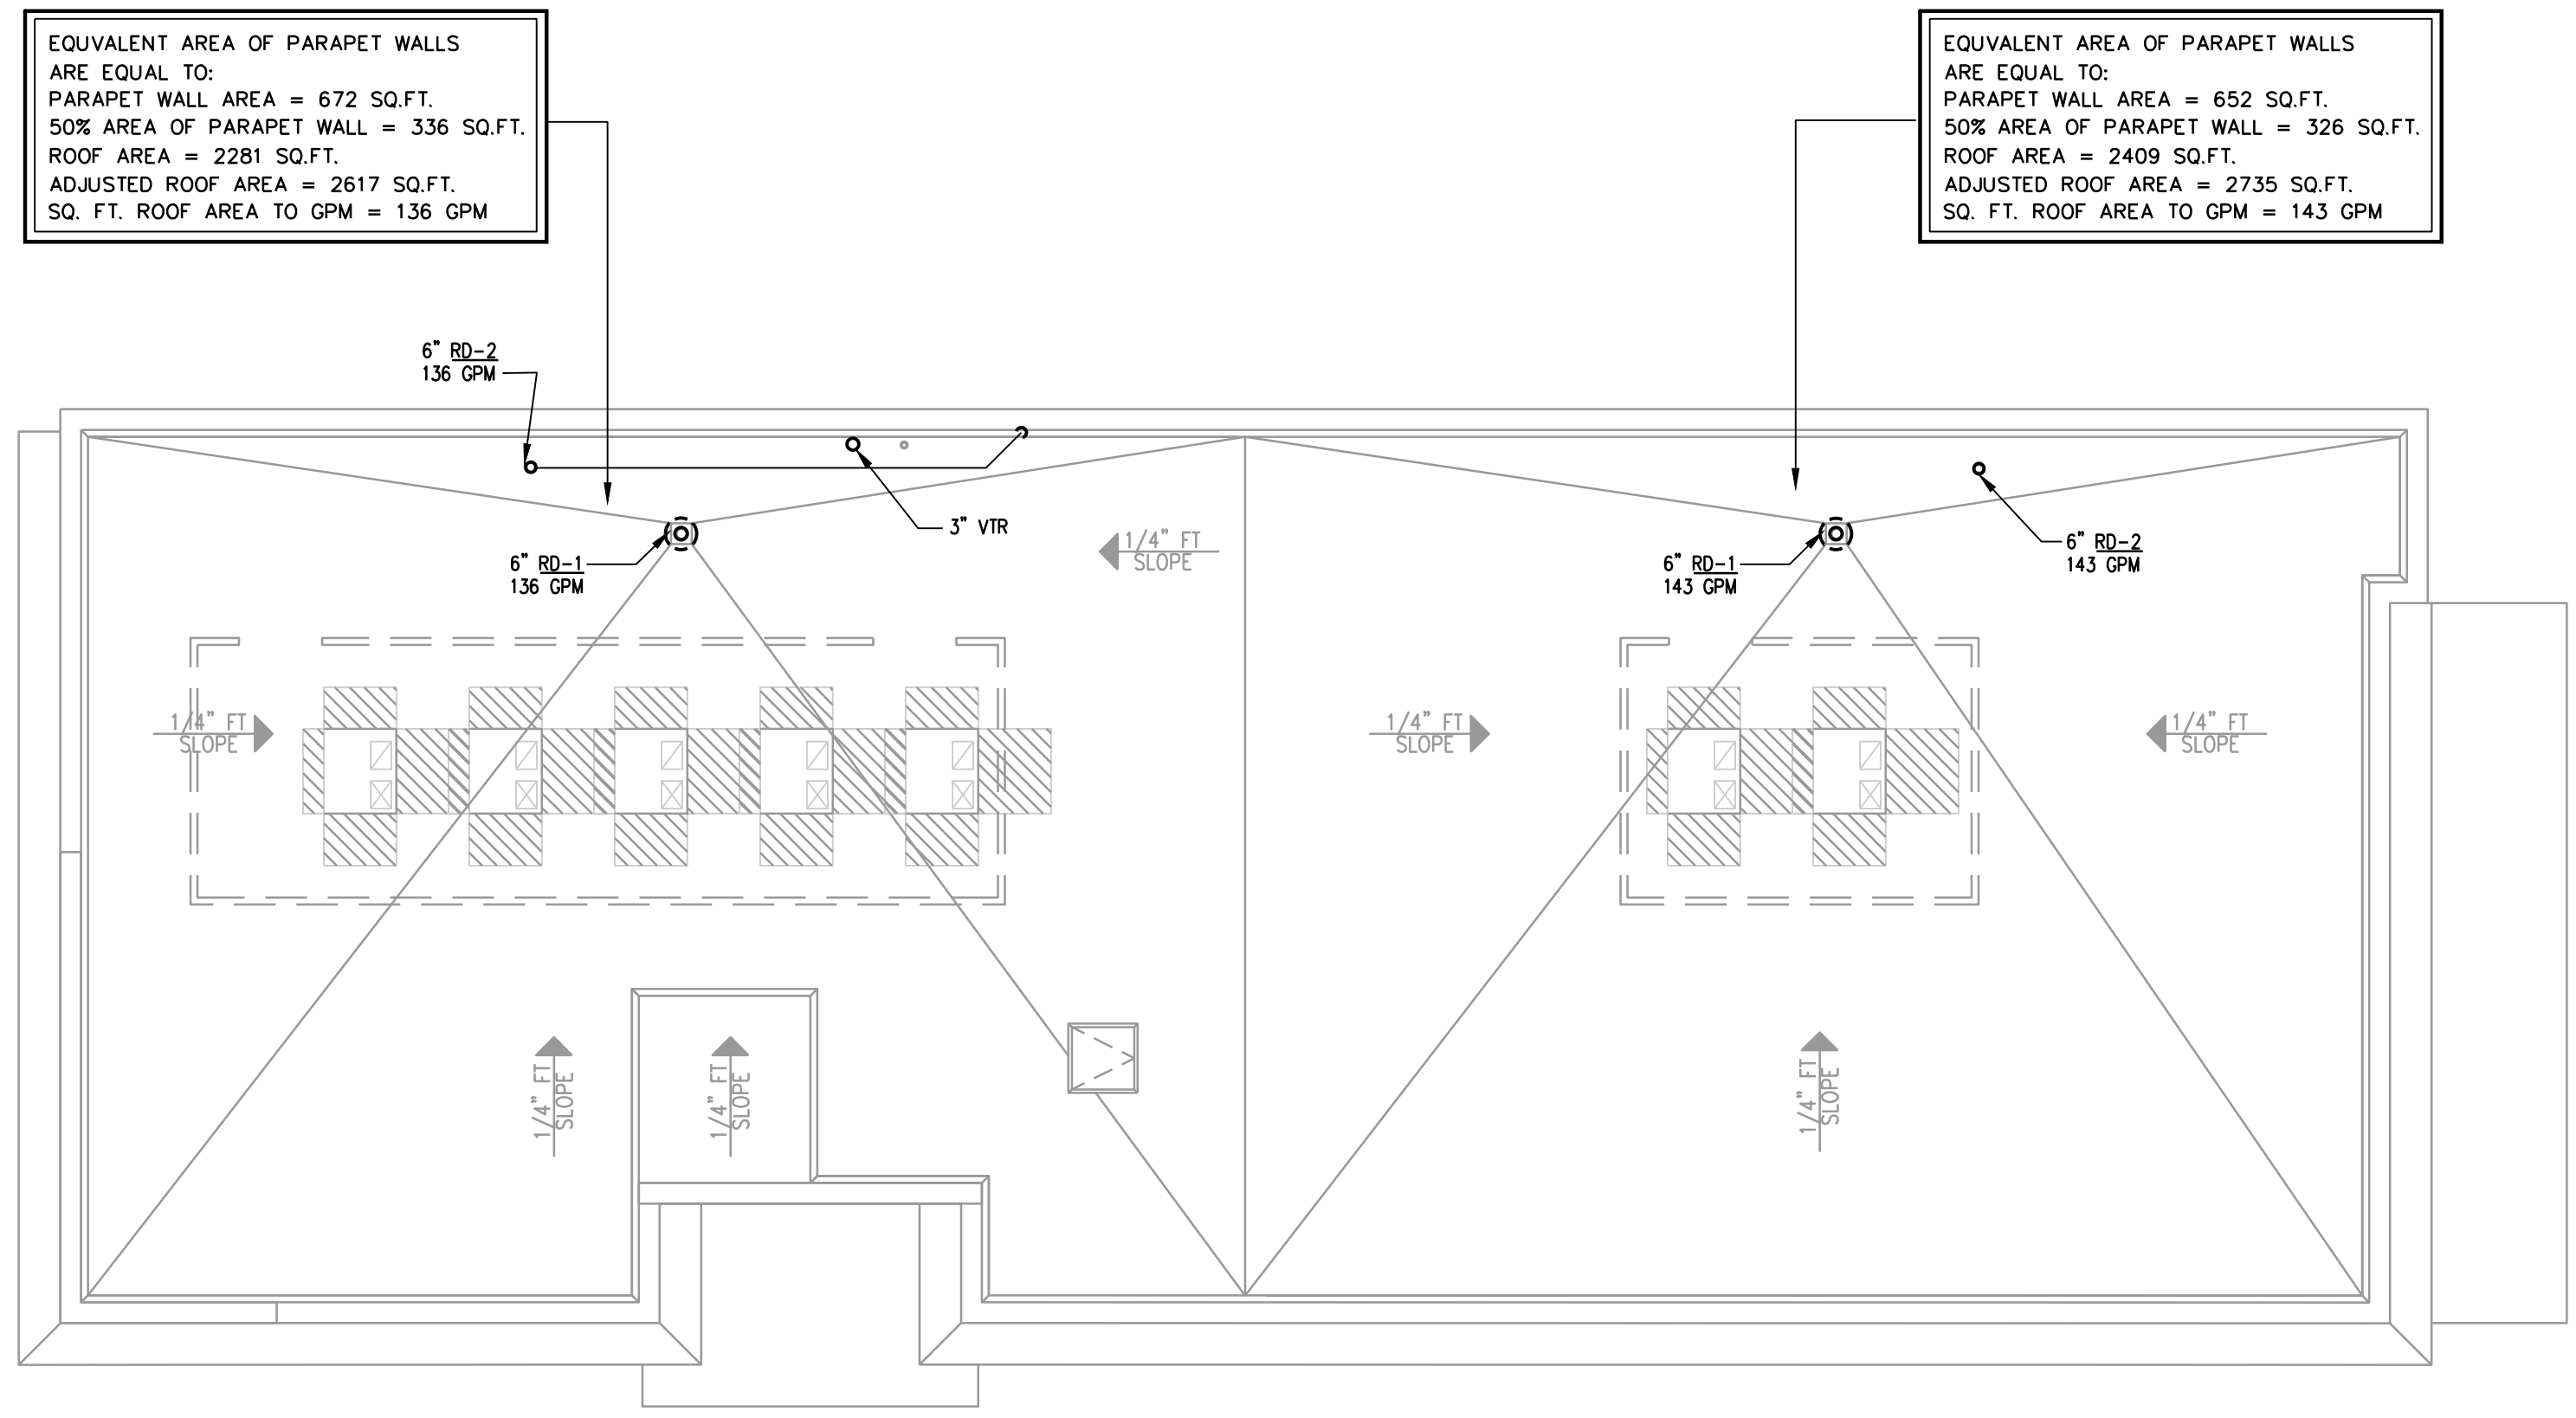 EQUVALENT AREA OF PARAPET WALLS
ARE EQUAL TO:
PARAPET WALL AREA = 672 SQ.FT.
50% AREA OF PARAPET WALL = 336 SQ.FT.
ROOF AREA = 2281 SQ.FT.
ADJUSTED ROOF AREA = 2617 SQ.FT.
SQ. FT. ROOF AREA TO GPM = 136 GPM
EQUVALENT AREA OF PARAPET WALLS
ARE EQUAL TO:
PARAPET WALL AREA = 652 SQ.FT.
50% AREA OF PARAPET WALL = 326 SQ.FT.
ROOF AREA = 2409 SQ.FT.
ADJUSTED ROOF AREA = 2735 SQ.FT.
SQ. FT. ROOF AREA TO GPM = 143 GPM
6" RD-2
136 GPM
3" VTR
6" RD-1
136 GPM
1/4" FT
SLOPE
6" RD-1
143 GPM
6" RD-2
143 GPM
1/4" FT
SLOPE
1/4" FT
SLOPE
1/4" FT
SLOPE
1/4" FT
SLOPE
1/4" FT
SLOPE
1/4" FT
SLOPE